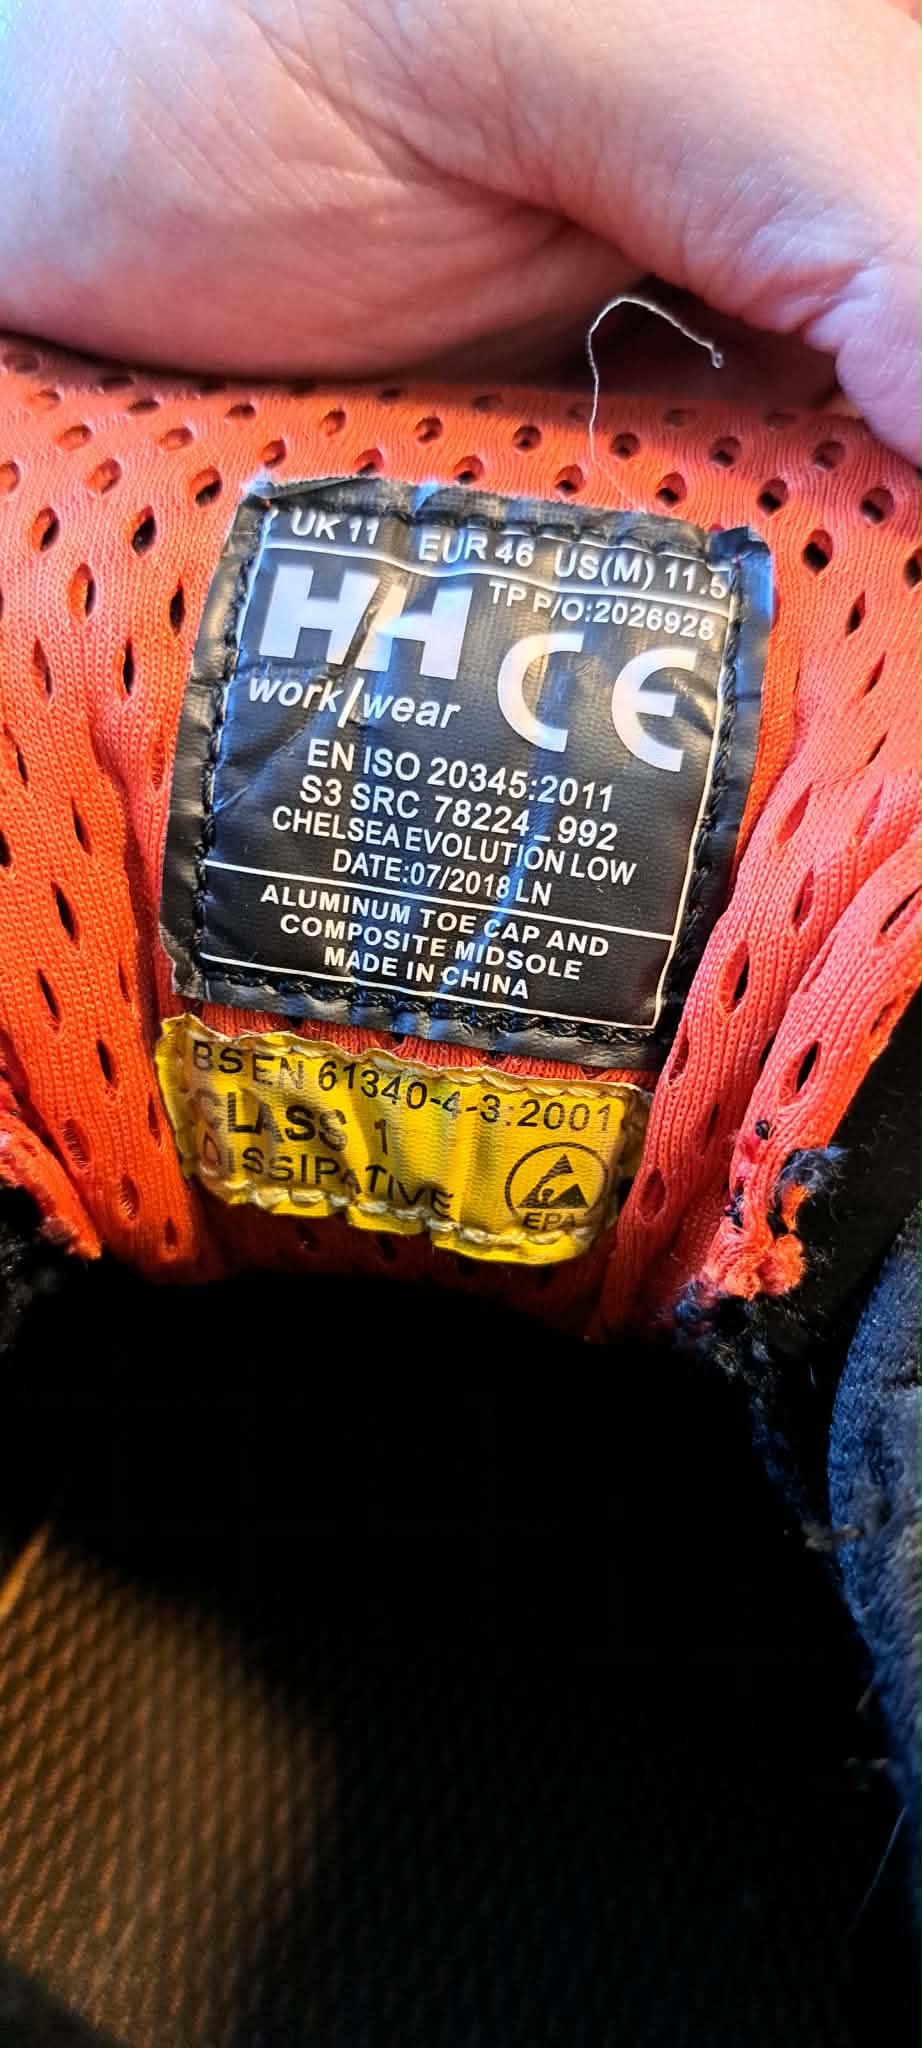 UK 11 EUR 46 US(M) 11.5
TP P/O:2026928
HH
CE
work/wear
EN ISO 20345:2011
S3 SRC 78224_992
CHELSEA EVOLUTION LOW
DATE:07/2018 LN
ALUMINUM TOE CAP AND
COMPOSITE MIDSOLE
MADE IN CHINA
BS EN 61340-4-3:2001
CLASS 1
DISSIPATIVE
EPA